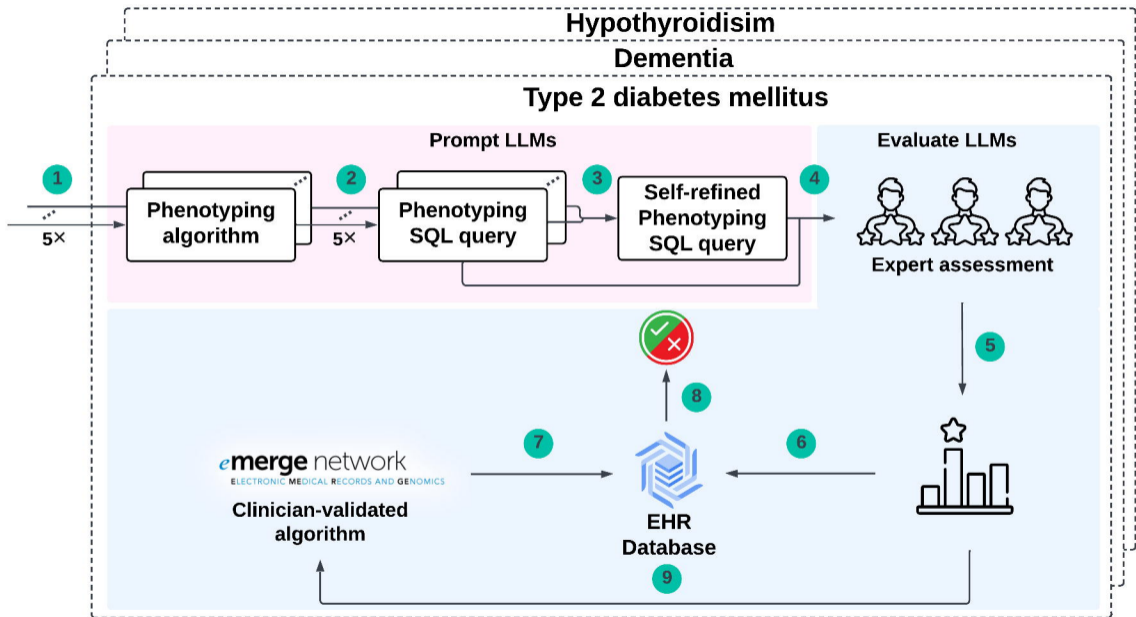 Hypothyroidisim
Dementia
Type 2 diabetes mellitus
Prompt LLMs
Evaluate LLMs
1
2
3
4
5×
Phenotyping
algorithm
5×
Phenotyping
SQL query
Self-refined
Phenotyping
SQL query
Expert assessment
5
8
7
6
emerge network
ELECTRONIC MEDICAL RECORDS AND GENOMICS
Clinician-validated
algorithm
EHR
Database
9